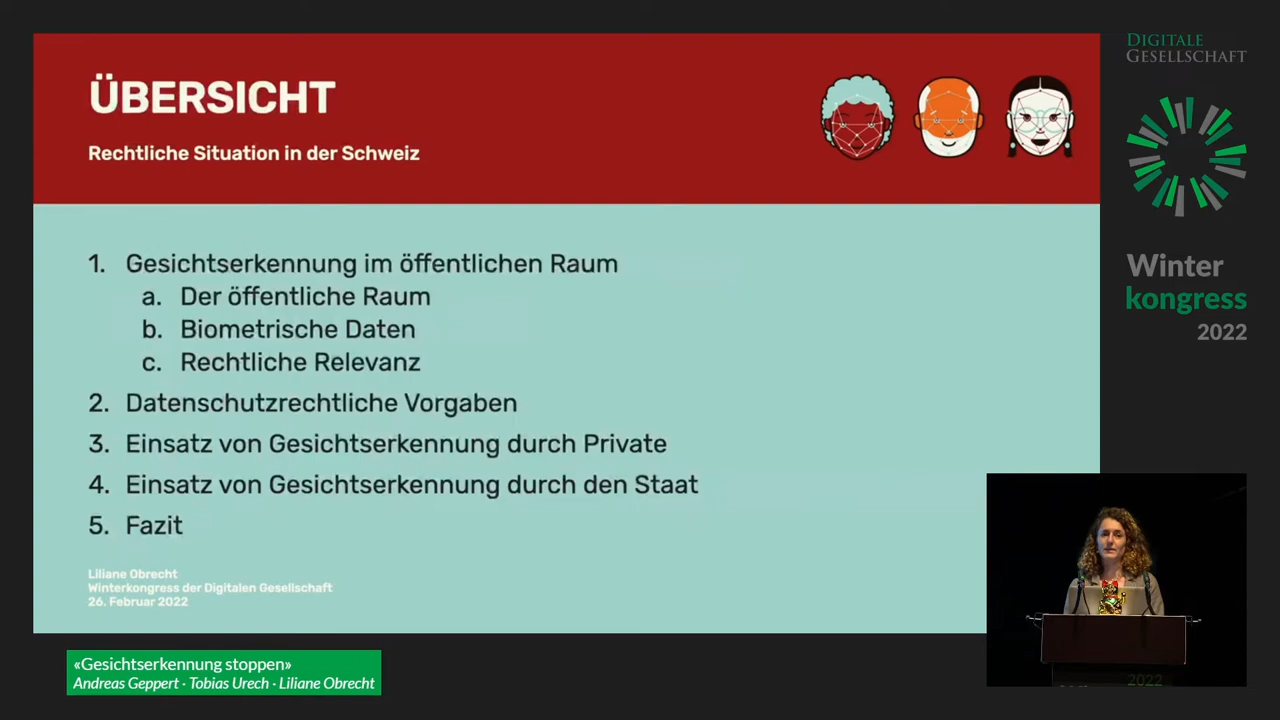 ÜBERSICHT
Rechtliche Situation in der Schweiz
1. Gesichtserkennung im öffentlichen Raum
a. Der öffentliche Raum
b. Biometrische Daten
c. Rechtliche Relevanz
2. Datenschutzrechtliche Vorgaben
3. Einsatz von Gesichtserkennung durch Private
4. Einsatz von Gesichtserkennung durch den Staat
5. Fazit
Liliane Obrecht
Winterkongress der Digitalen Gesellschaft
26. Februar 2022
DIGITALE
GESELLSCHAFT
Winter
kongress
2022
2022
«Gesichtserkennung stoppen»
Andreas Geppert · Tobias Urech · Liliane Obrecht